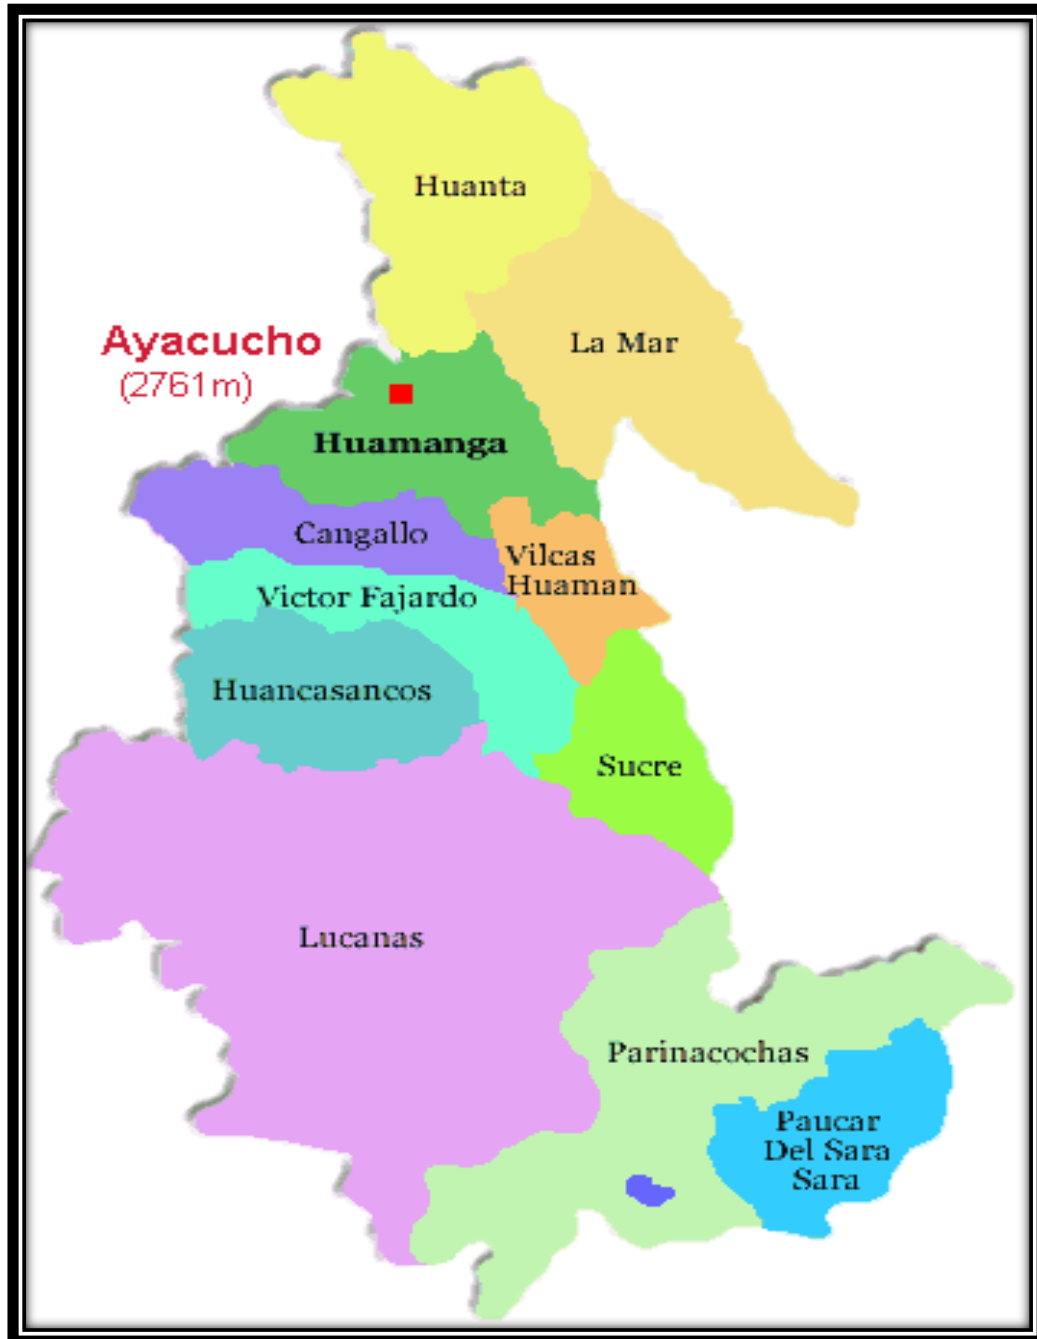 Huanta
La Mar
Ayacucho
(2761m)
Huamanga
Cangallo
Vilcas
Huaman
Victor Fajardo
Huancasancos
Sucre
Lucanas
Parinacochas
Paucar
Del Sara
Sara